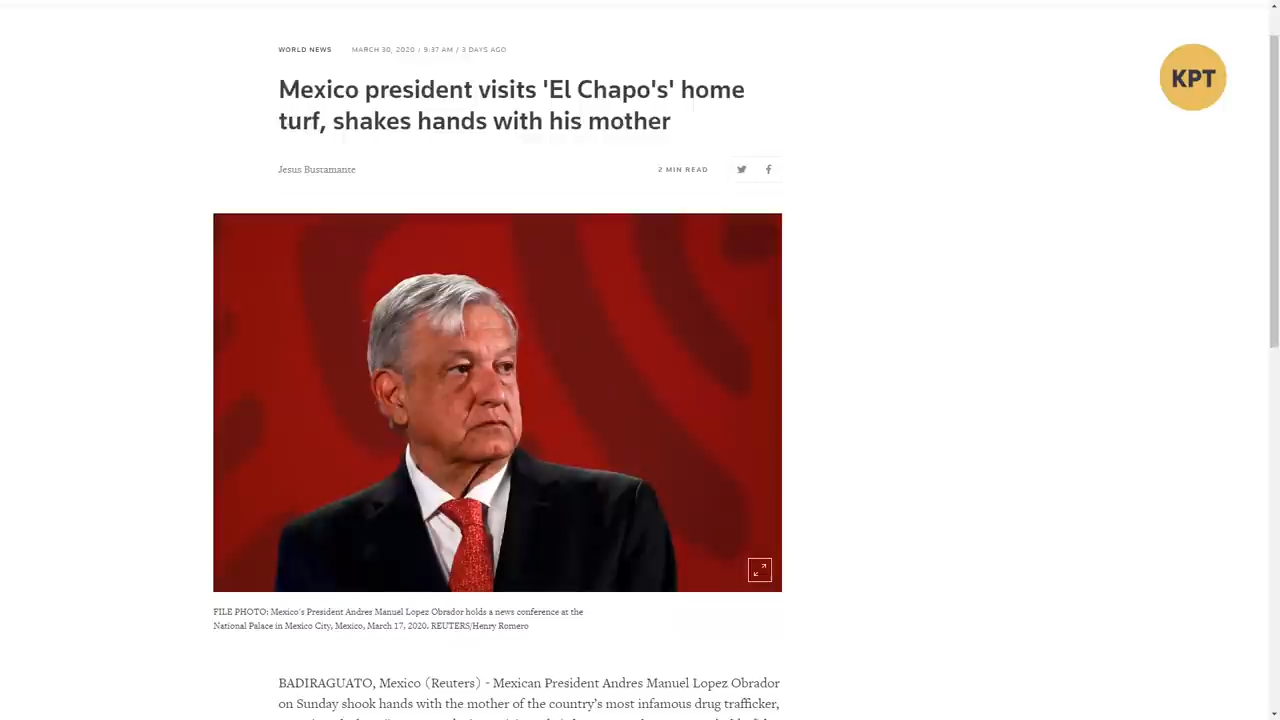 WORLD NEWS MARCH 30, 2020 / 9:37 AM / 3 DAYS AGO
KPT
Mexico president visits 'El Chapo's' home
turf, shakes hands with his mother
Jesus Bustamante 2 MIN READ
FILE PHOTO: Mexico's President Andres Manuel Lopez Obrador holds a news conference at the
National Palace in Mexico City, Mexico, March 17, 2020. REUTERS/Henry Romero
BADIRAGUATO, Mexico (Reuters) - Mexican President Andres Manuel Lopez Obrador
on Sunday shook hands with the mother of the country’s most infamous drug trafficker,